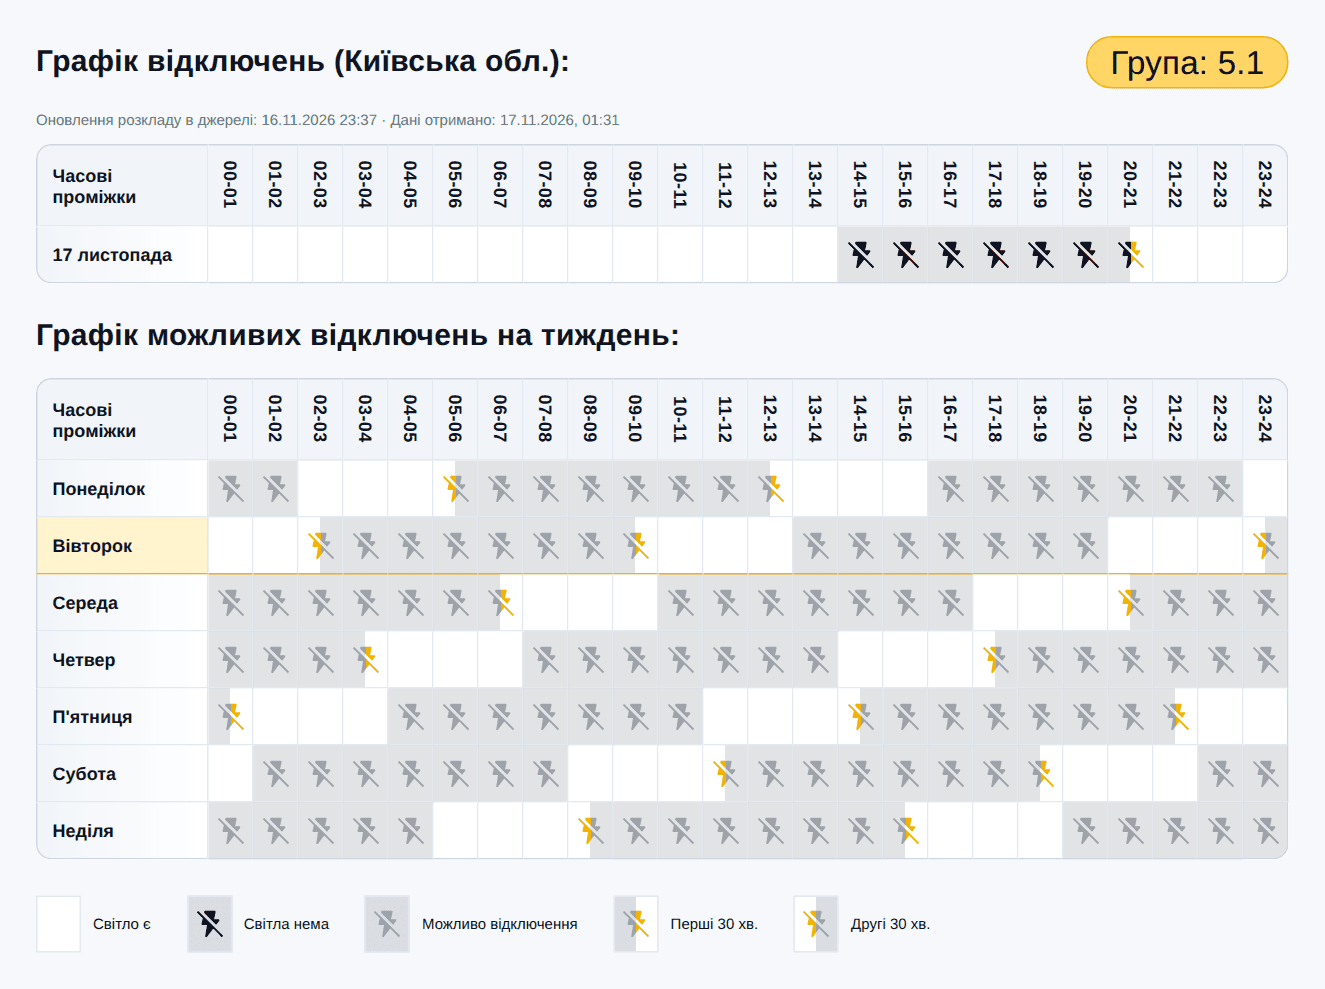 Графік відключень (Київська обл.):
Група: 5.1
Оновлення розкладу в джерелі: 16.11.2026 23:37 · Дані отримано: 17.11.2026, 01:31
Часові
проміжки
00-01 01-02 02-03 03-04 04-05 05-06 06-07 07-08 08-09 09-10 10-11 11-12 12-13 13-14 14-15 15-16 16-17 17-18 18-19 19-20 20-21 21-22 22-23 23-24
17 листопада
Графік можливих відключень на тиждень:
Часові
проміжки
00-01 01-02 02-03 03-04 04-05 05-06 06-07 07-08 08-09 09-10 10-11 11-12 12-13 13-14 14-15 15-16 16-17 17-18 18-19 19-20 20-21 21-22 22-23 23-24
Понеділок
Вівторок
Середа
Четвер
П'ятниця
Субота
Неділя
Світло є
Світла нема
Можливо відключення
Перші 30 хв.
Другі 30 хв.